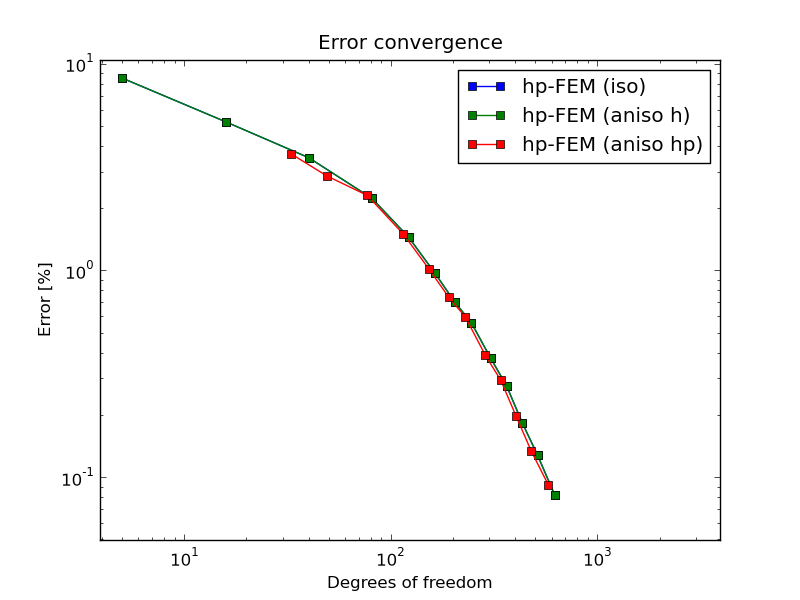 Error convergence
hp-FEM (iso)
hp-FEM (aniso h)
hp-FEM (aniso hp)
10^1
10^0
10^-1
Error [%]
10^1 10^2 10^3
Degrees of freedom